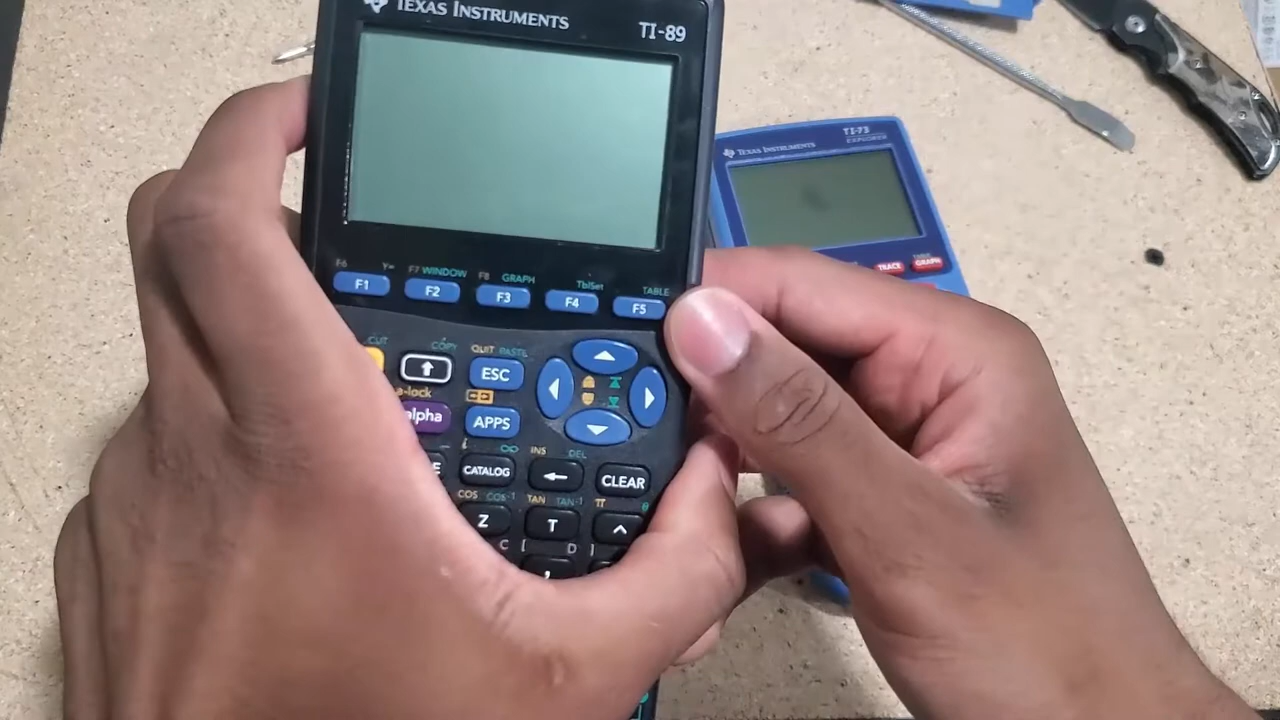 TEXAS INSTRUMENTS
TI-89
TI-73
EXPLORER
TEXAS INSTRUMENTS
TABLE
TRACE GRAPH
F6 Y= F7 WINDOW F8 GRAPH TblSet TABLE
F1 F2 F3 F4 F5
CUT COPY QUIT PASTE
ESC
a-lock
alpha APPS
i ∞ INS DEL
E CATALOG ← CLEAR
COS COS-1 TAN TAN-1 π θ
Z T ^
C [ D ]
,